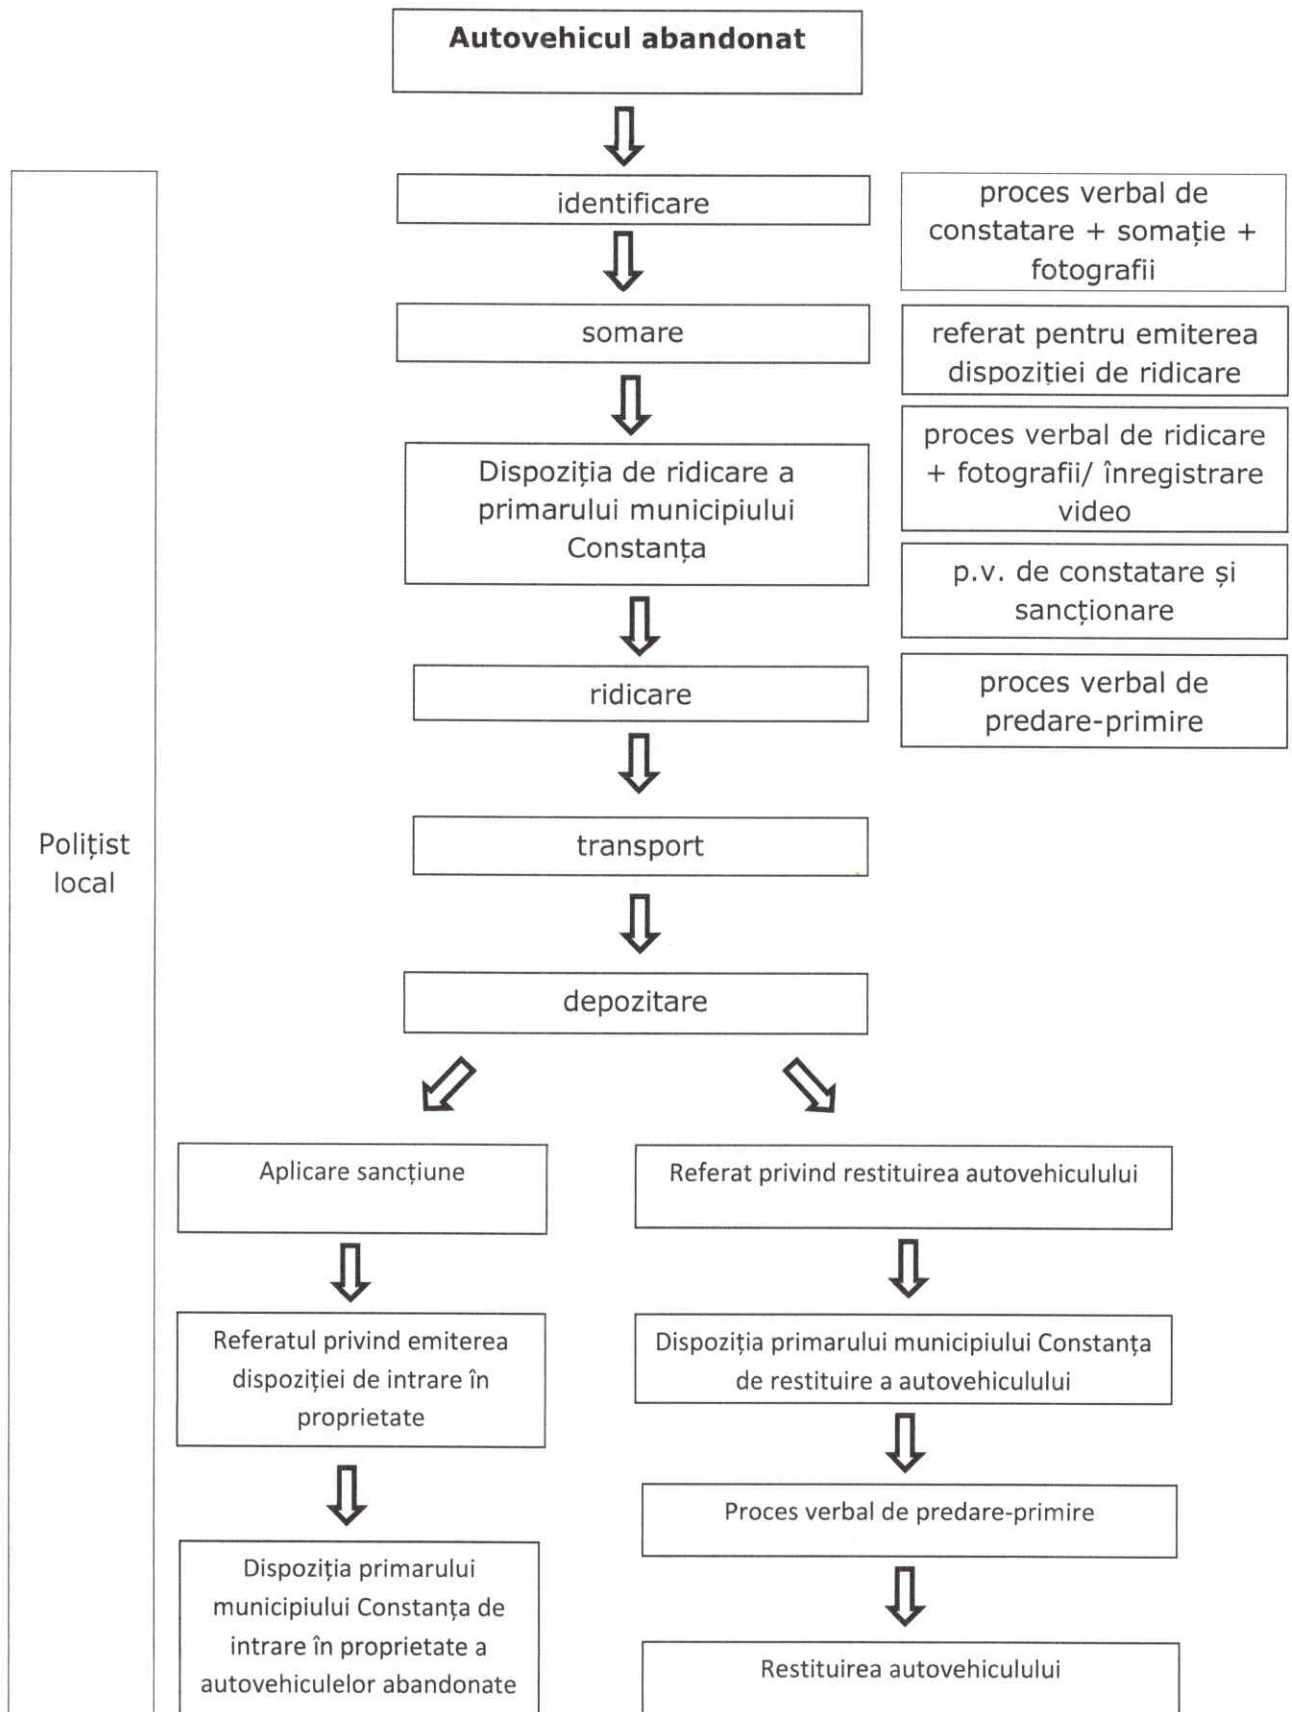 Autovehicul abandonat
identificare
proces verbal de
constatare + somație +
fotografii
somare
referat pentru emiterea
dispoziției de ridicare
Dispoziția de ridicare a
primarului municipiului
Constanța
proces verbal de ridicare
+ fotografii/ înregistrare
video
p.v. de constatare și
sancționare
ridicare
proces verbal de
predare-primire
transport
Polițist
local
depozitare
Aplicare sancțiune
Referatul privind emiterea
dispoziției de intrare în
proprietate
Dispoziția primarului
municipiului Constanța de
intrare în proprietate a
autovehiculelor abandonate
Referat privind restituirea autovehiculului
Dispoziția primarului municipiului Constanța
de restituire a autovehiculului
Proces verbal de predare-primire
Restituirea autovehiculului